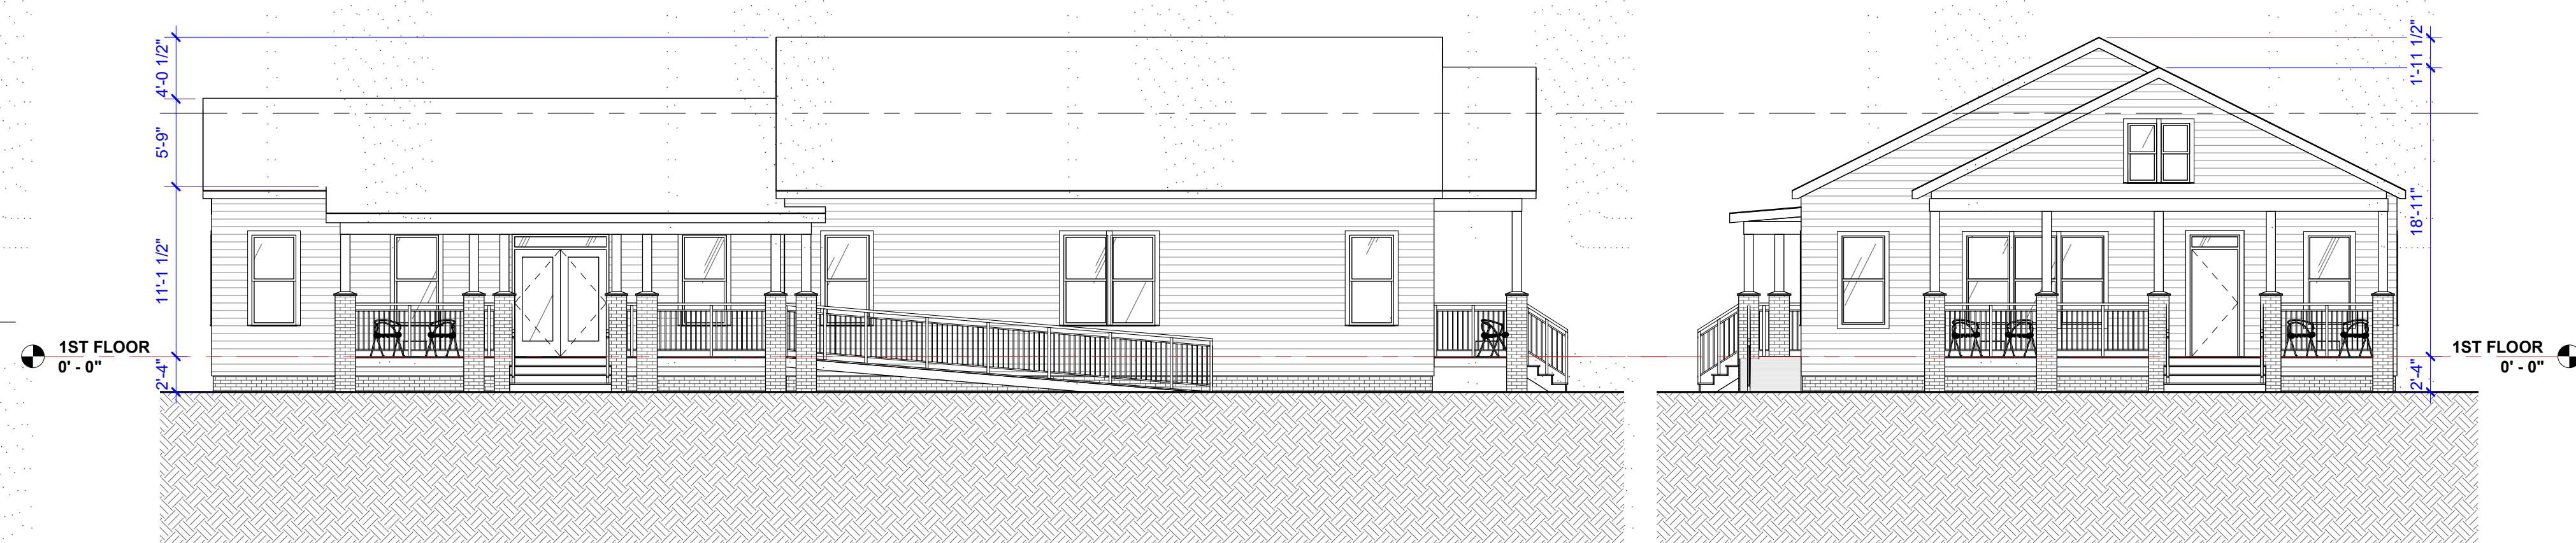 4'-0 1/2"
5'-9"
11'-1 1/2"
2'-4"
1ST FLOOR
0' - 0"
1'-11 1/2"
18'-11"
2'-4"
1ST FLOOR
0' - 0"